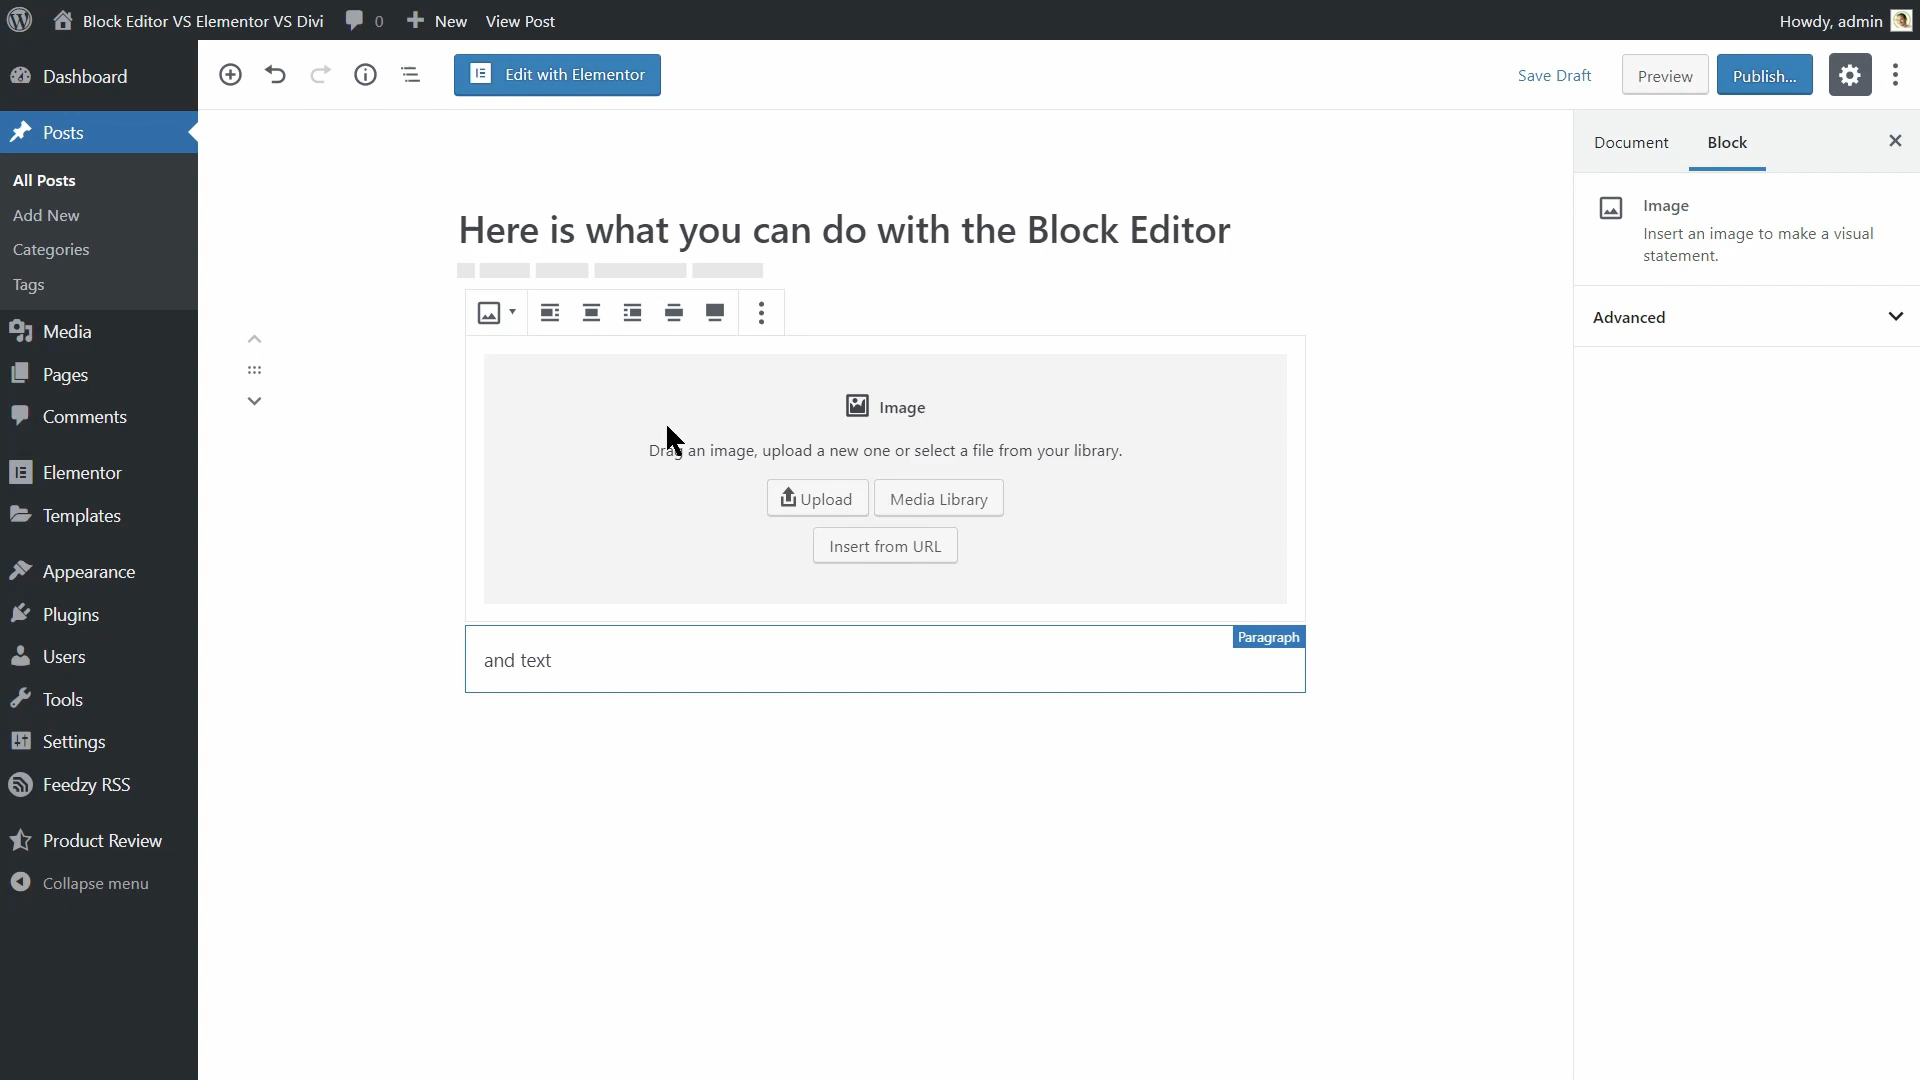 Block Editor VS Elementor VS Divi 0 New View Post Howdy, admin
Dashboard
Posts
All Posts
Add New
Categories
Tags
Media
Pages
Comments
Elementor
Templates
Appearance
Plugins
Users
Tools
Settings
Feedzy RSS
Product Review
Collapse menu
Edit with Elementor
Save Draft Preview Publish...
Here is what you can do with the Block Editor
Image
Drag an image, upload a new one or select a file from your library.
Upload Media Library
Insert from URL
Paragraph
and text
Document Block
Image
Insert an image to make a visual
statement.
Advanced